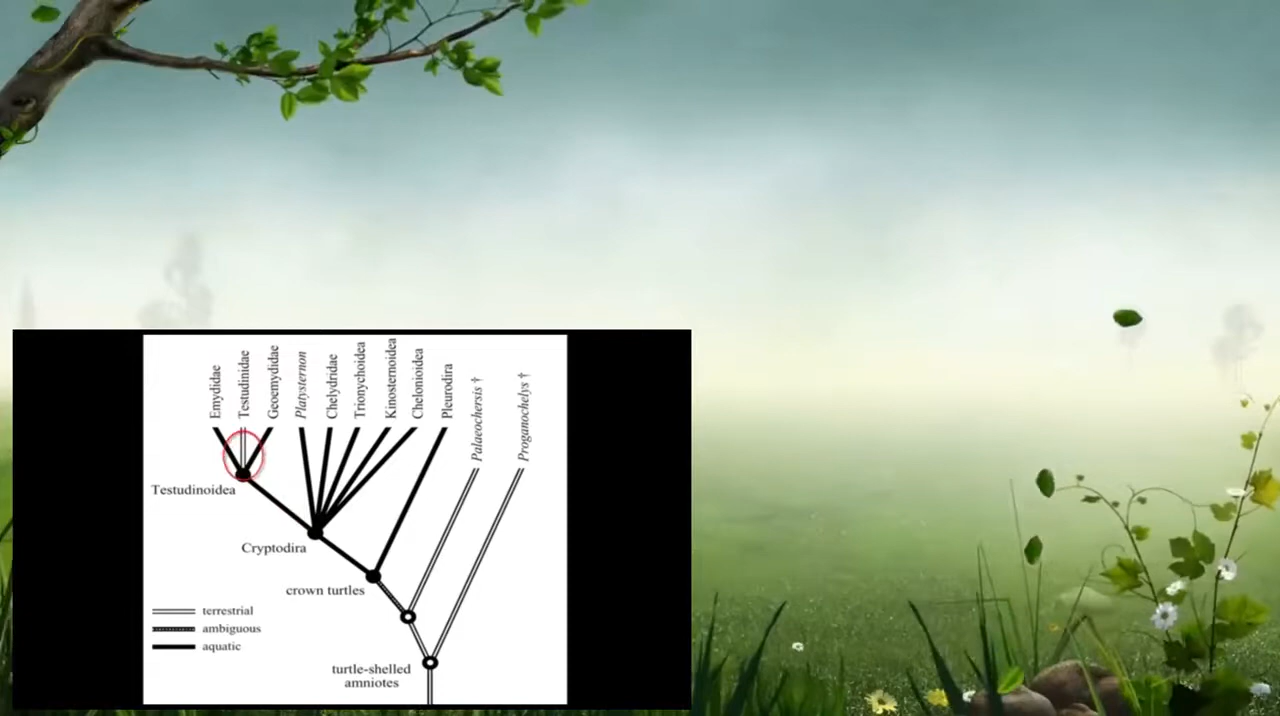 Emydidae
Testudinidae
Geoemydidae
Platysternon
Chelydridae
Trionychoidea
Kinosternoidea
Chelonioidea
Pleurodira
Palaeochersis †
Proganochelys †
Testudinoidea
Cryptodira
crown turtles
terrestrial
ambiguous
aquatic
turtle-shelled
amniotes